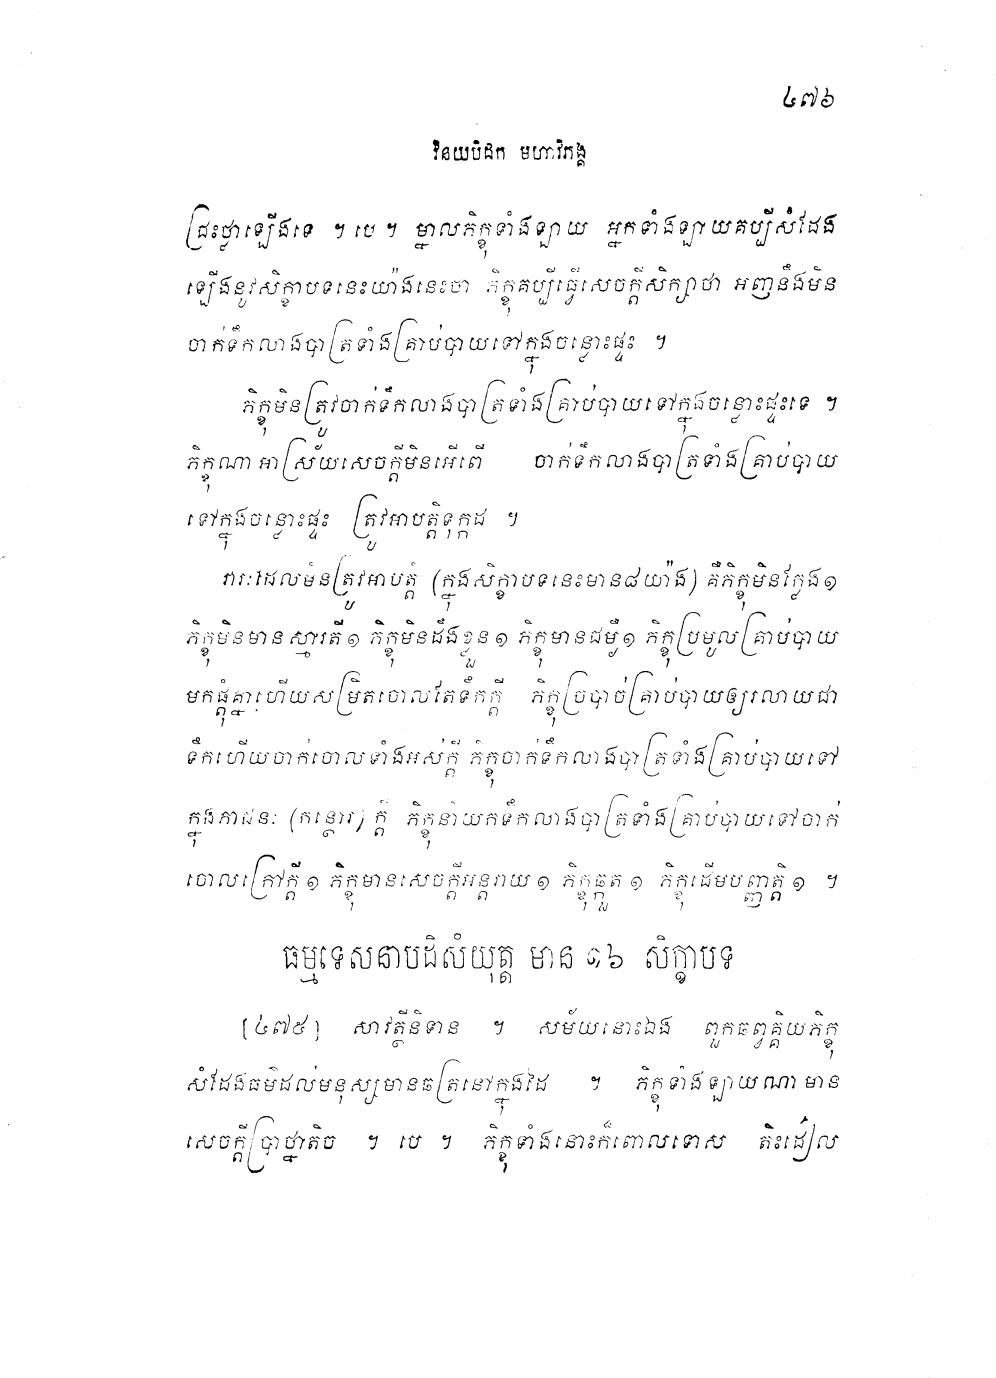 ៤៧៦
វិនយបិដក មហាវិភង្គ
ជ្រះថ្លាឡើងទេ ។ បេ ។ ម្នាលភិក្ខុទាំងឡាយ អ្នកទាំងឡាយគប្បីសំដែង
ឡើងនូវសិក្ខាបទនេះយ៉ាងនេះថា ភិក្ខុគប្បីធ្វើសេចក្តីសិក្សាថា អញនឹងមិន
ចាក់ទឹកលាងបាត្រទាំងគ្រាប់បាយទៅក្នុងចន្លោះផ្ទះ ។
ភិក្ខុមិនត្រូវចាក់ទឹកលាងបាត្រទាំងគ្រាប់បាយទៅក្នុងចន្លោះផ្ទះទេ ។
ភិក្ខុណាអាស្រ័យសេចក្តីមិនអើពើ ចាក់ទឹកលាងបាត្រទាំងគ្រាប់បាយ
ទៅក្នុងចន្លោះផ្ទះ ត្រូវអាបត្តិទុក្កដ ។
វារៈដែលមិនត្រូវអាបត្តិ (ក្នុងសិក្ខាបទនេះមាន៨យ៉ាង) គឺភិក្ខុមិនក្លែង១
ភិក្ខុមិនមានស្មារតី១ ភិក្ខុមិនដឹងខ្លួន១ ភិក្ខុមានជម្ងឺ១ ភិក្ខុប្រមូលគ្រាប់បាយ
មកផ្តុំគ្នាហើយសម្រិតចោលតែទឹកក្តី ភិក្ខុច្របាច់គ្រាប់បាយឲ្យរលាយជា
ទឹកហើយចាក់ចោលទាំងអស់ក្តី ភិក្ខុចាក់ទឹកលាងបាត្រទាំងគ្រាប់បាយទៅ
ក្នុងភាជនៈ (កន្ថោរ) ក្តី ភិក្ខុនាំយកទឹកលាងបាត្រទាំងគ្រាប់បាយទៅចាក់
ចោលក្រៅក្តី១ ភិក្ខុមានសេចក្តីអន្តរាយ១ ភិក្ខុឆ្កួត១ ភិក្ខុដើមបញ្ញត្តិ១ ។
ធម្មទេសនាបដិសំយុត្ត មាន ១៦ សិក្ខាបទ
[៤៧៥] សាវត្ថីនិទាន ។ សម័យនោះឯង ពួកឆព្វគ្គិយភិក្ខុ
សំដែងធម៌ដល់មនុស្សមានឆត្រនៅក្នុងដៃ ។ ភិក្ខុទាំងឡាយណាមាន
សេចក្តីប្រាថ្នាតិច ។ បេ ។ ភិក្ខុទាំងនោះក៏ពោលទោស តិះដៀល